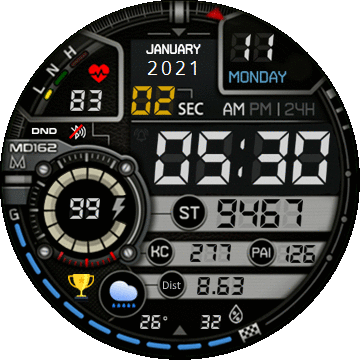 L N H
JANUARY
2021
11
MONDAY
83
02 SEC
AM PM | 24H
DND
MD162
05:30
99
ST 9467
G
KC 277 PAI 126
Dist 8.63
26° 32